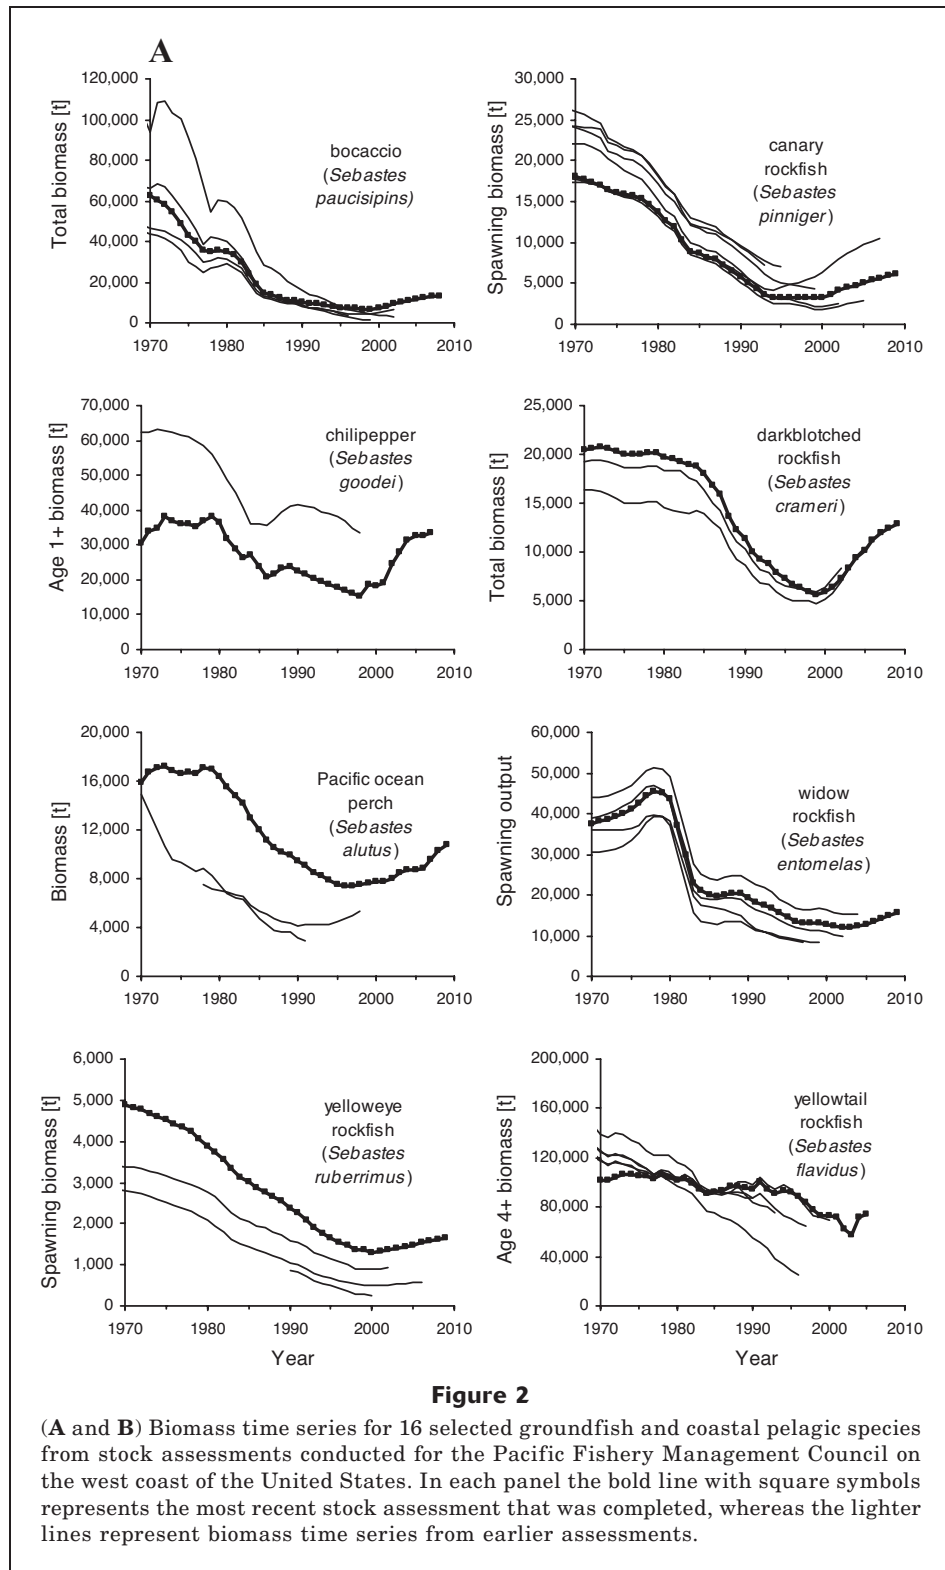 A
120,000
100,000
80,000
60,000
40,000
20,000
0
Total biomass [t]
bocaccio
(Sebastes
paucisipins)
1970 1980 1990 2000 2010
30,000
25,000
20,000
15,000
10,000
5,000
0
Spawning biomass [t]
canary
rockfish
(Sebastes
pinniger)
1970 1980 1990 2000 2010
70,000
60,000
50,000
40,000
30,000
20,000
10,000
0
Age 1+ biomass [t]
chilipepper
(Sebastes
goodei)
1970 1980 1990 2000 2010
25,000
20,000
15,000
10,000
5,000
0
Total biomass [t]
darkblotched
rockfish
(Sebastes
crameri)
1970 1980 1990 2000 2010
20,000
16,000
12,000
8,000
4,000
0
Biomass [t]
Pacific ocean
perch
(Sebastes
alutus)
1970 1980 1990 2000 2010
60,000
50,000
40,000
30,000
20,000
10,000
0
Spawning output
widow
rockfish
(Sebastes
entomelas)
1970 1980 1990 2000 2010
6,000
5,000
4,000
3,000
2,000
1,000
0
Spawning biomass [t]
yelloweye
rockfish
(Sebastes
ruberrimus)
1970 1980 1990 2000 2010
Year
200,000
160,000
120,000
80,000
40,000
0
Age 4+ biomass [t]
yellowtail
rockfish
(Sebastes
flavidus)
1970 1980 1990 2000 2010
Year
Figure 2
(A and B) Biomass time series for 16 selected groundfish and coastal pelagic species
from stock assessments conducted for the Pacific Fishery Management Council on
the west coast of the United States. In each panel the bold line with square symbols
represents the most recent stock assessment that was completed, whereas the lighter
lines represent biomass time series from earlier assessments.